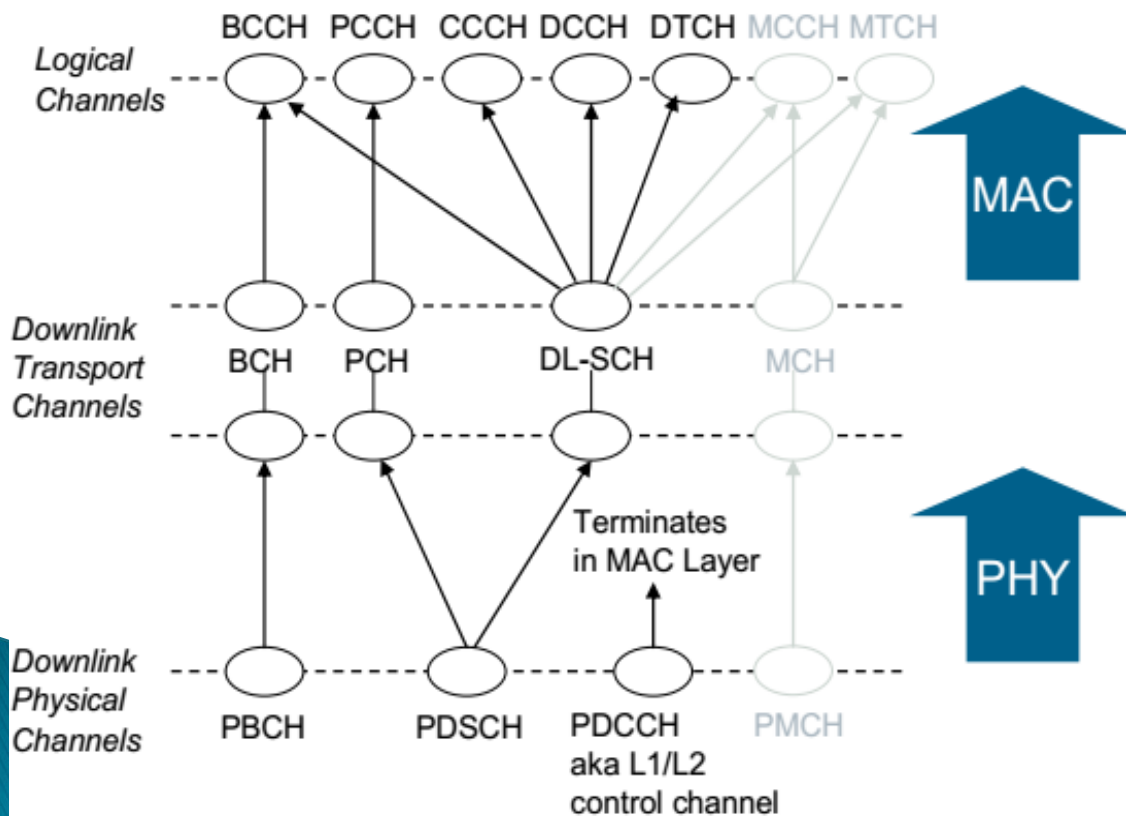 BCCH PCCH CCCH DCCH DTCH MCCH MTCH
Logical
Channels
MAC
Downlink
Transport
Channels
BCH PCH DL-SCH MCH
Terminates
in MAC Layer
PHY
Downlink
Physical
Channels
PBCH PDSCH PDCCH PMCH
aka L1/L2
control channel